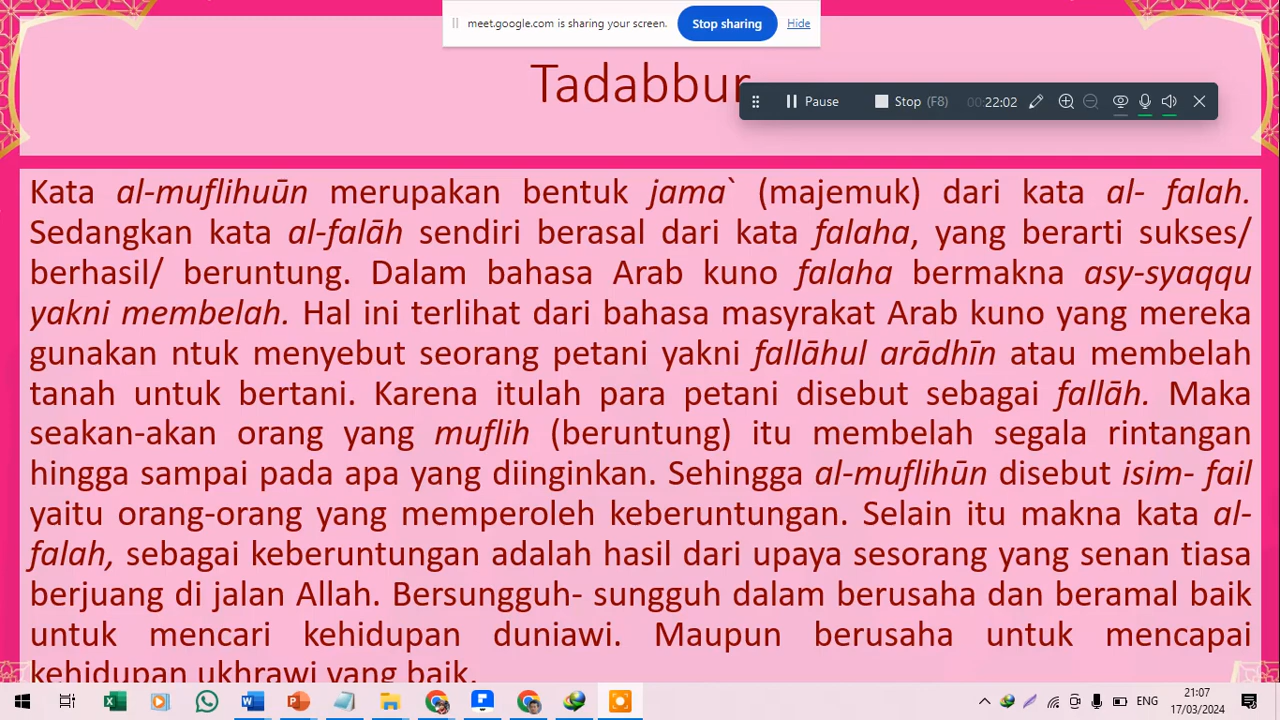 meet.google.com is sharing your screen. Stop sharing Hide
Tadabbur
Pause Stop (F8) 00:22:02
Kata al-muflihuūn merupakan bentuk jama` (majemuk) dari kata al- falah.
Sedangkan kata al-falāh sendiri berasal dari kata falaha, yang berarti sukses/
berhasil/ beruntung. Dalam bahasa Arab kuno falaha bermakna asy-syaqqu
yakni membelah. Hal ini terlihat dari bahasa masyrakat Arab kuno yang mereka
gunakan ntuk menyebut seorang petani yakni fallāhul arādhīn atau membelah
tanah untuk bertani. Karena itulah para petani disebut sebagai fallāh. Maka
seakan-akan orang yang muflih (beruntung) itu membelah segala rintangan
hingga sampai pada apa yang diinginkan. Sehingga al-muflihūn disebut isim- fail
yaitu orang-orang yang memperoleh keberuntungan. Selain itu makna kata al-
falah, sebagai keberuntungan adalah hasil dari upaya sesorang yang senan tiasa
berjuang di jalan Allah. Bersungguh- sungguh dalam berusaha dan beramal baik
untuk mencari kehidupan duniawi. Maupun berusaha untuk mencapai
kehidupan ukhrawi yang baik.
ENG
21:07
17/03/2024